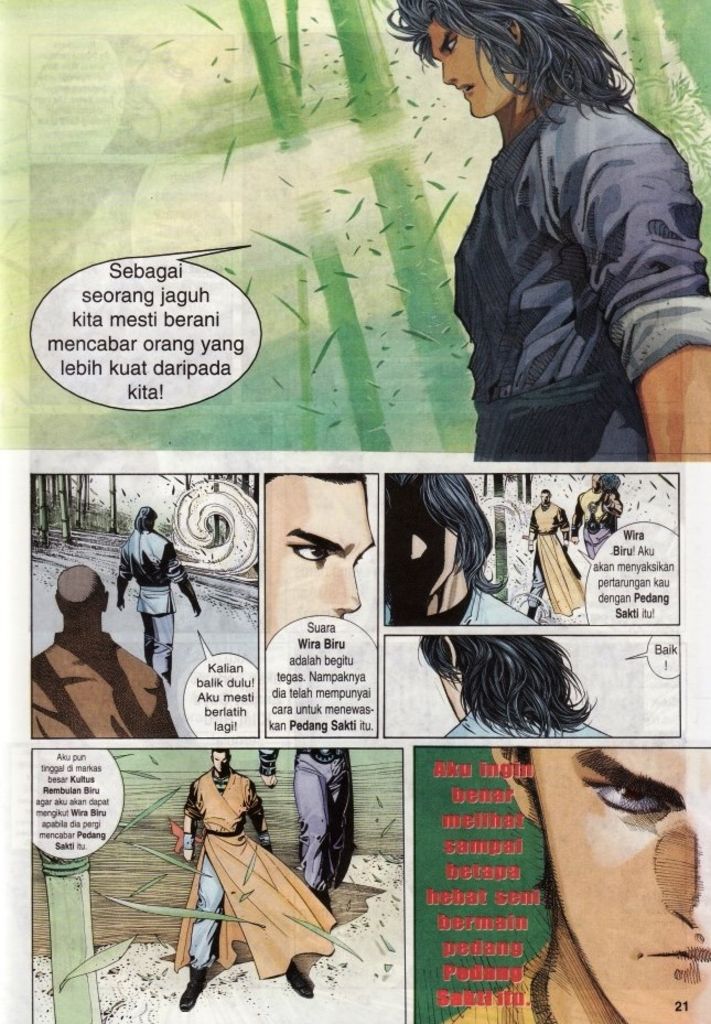 Sebagai
seorang jaguh
kita mesti berani
mencabar orang yang
lebih kuat daripada
kita!
Kalian
balik dulu!
Aku mesti
berlatih
lagi!
Suara
Wira Biru
adalah begitu
tegas. Nampaknya
dia telah mempunyai
cara untuk menewas-
kan Pedang Sakti itu.
Wira
Biru! Aku
menyaksikan
pertarungan kau
dengan Pedang
Sakti itu!
Baik
!
Aku pun
tinggal di markas
besar Kultus
Rembulan Biru
agar aku akan dapat
mengikut Wira Biru
apabila dia pergi
mencabar Pedang
Sakti itu.
Aku ingin
benar
melihat
sampai
betapa
hebat seni
bermain
pedang
Pedang
Sakti itu.
21